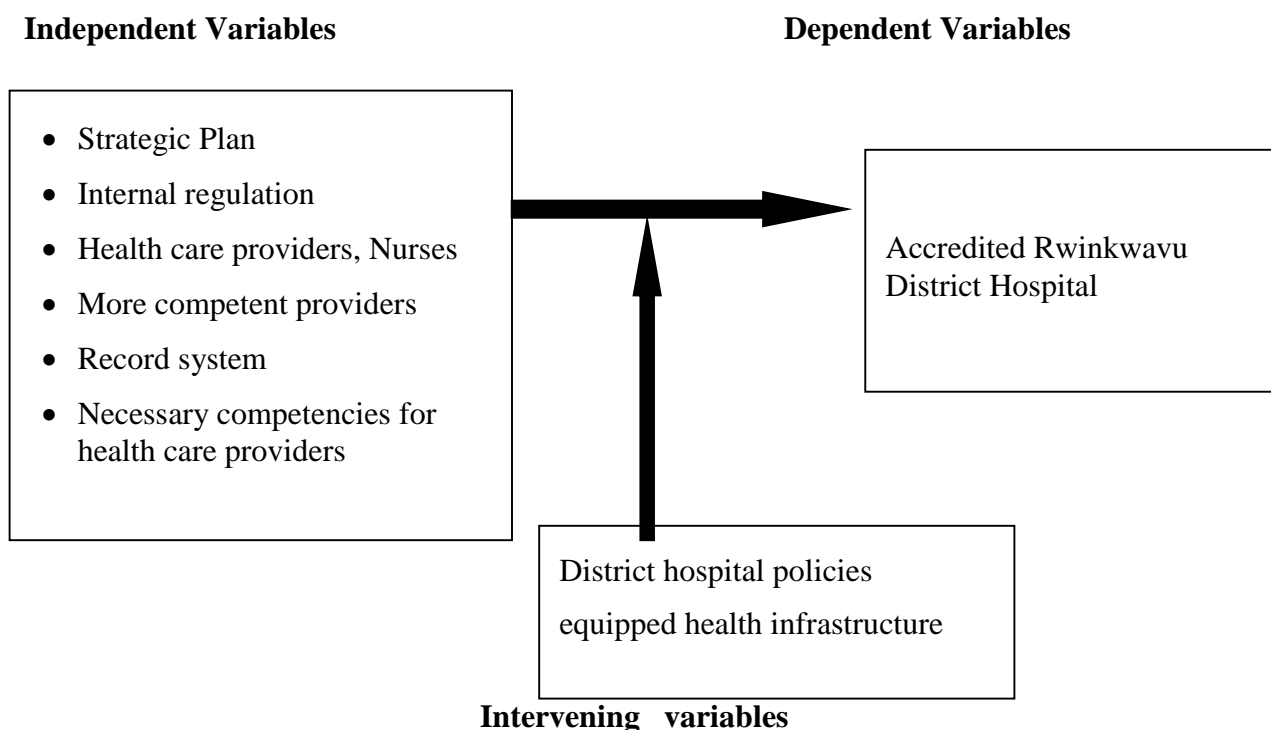 Independent Variables
Dependent Variables
• Strategic Plan
• Internal regulation
• Health care providers, Nurses
• More competent providers
• Record system
• Necessary competencies for
health care providers
Accredited Rwinkwavu
District Hospital
District hospital policies
equipped health infrastructure
Intervening variables